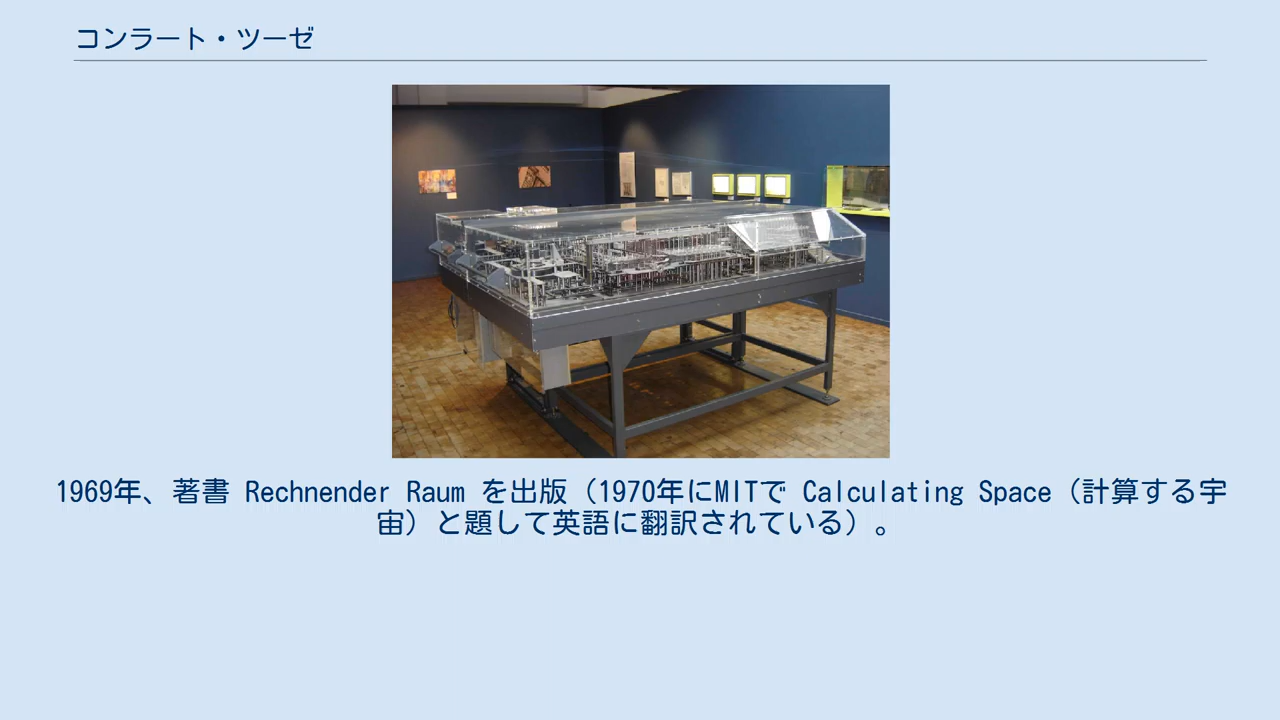 コンラート・ツーゼ
1969年、著書 Rechnender Raum を出版（1970年にMITで Calculating Space（計算する宇
宙）と題して英語に翻訳されている）。